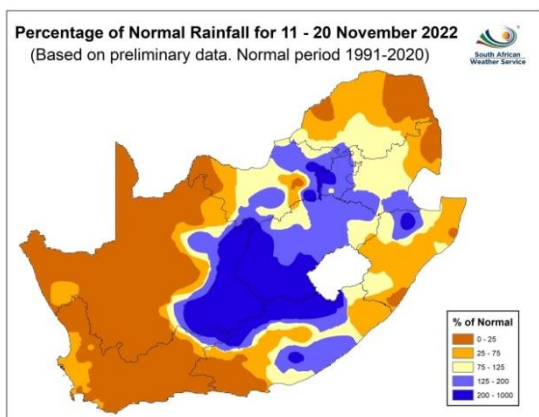 Percentage of Normal Rainfall for 11 - 20 November 2022
(Based on preliminary data. Normal period 1991-2020)
South African
Weather Service
% of Normal
0 - 25
25 - 75
75 - 125
125 - 200
200 - 1000